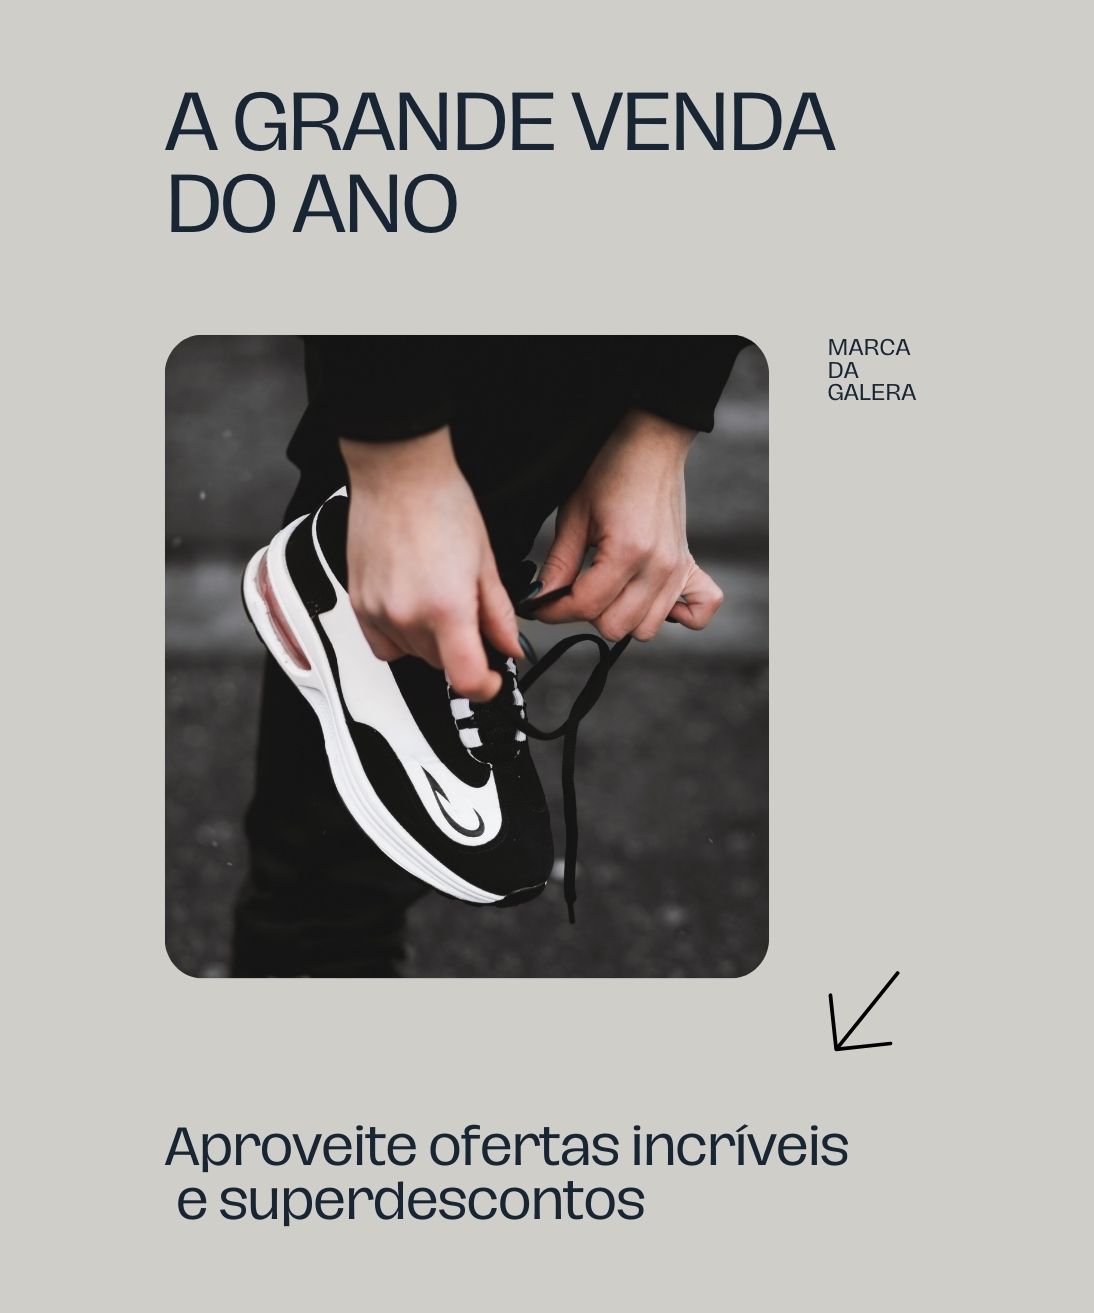 A GRANDE VENDA
DO ANO
MARCA
DA
GALERA
Aproveite ofertas incríveis
e superdescontos